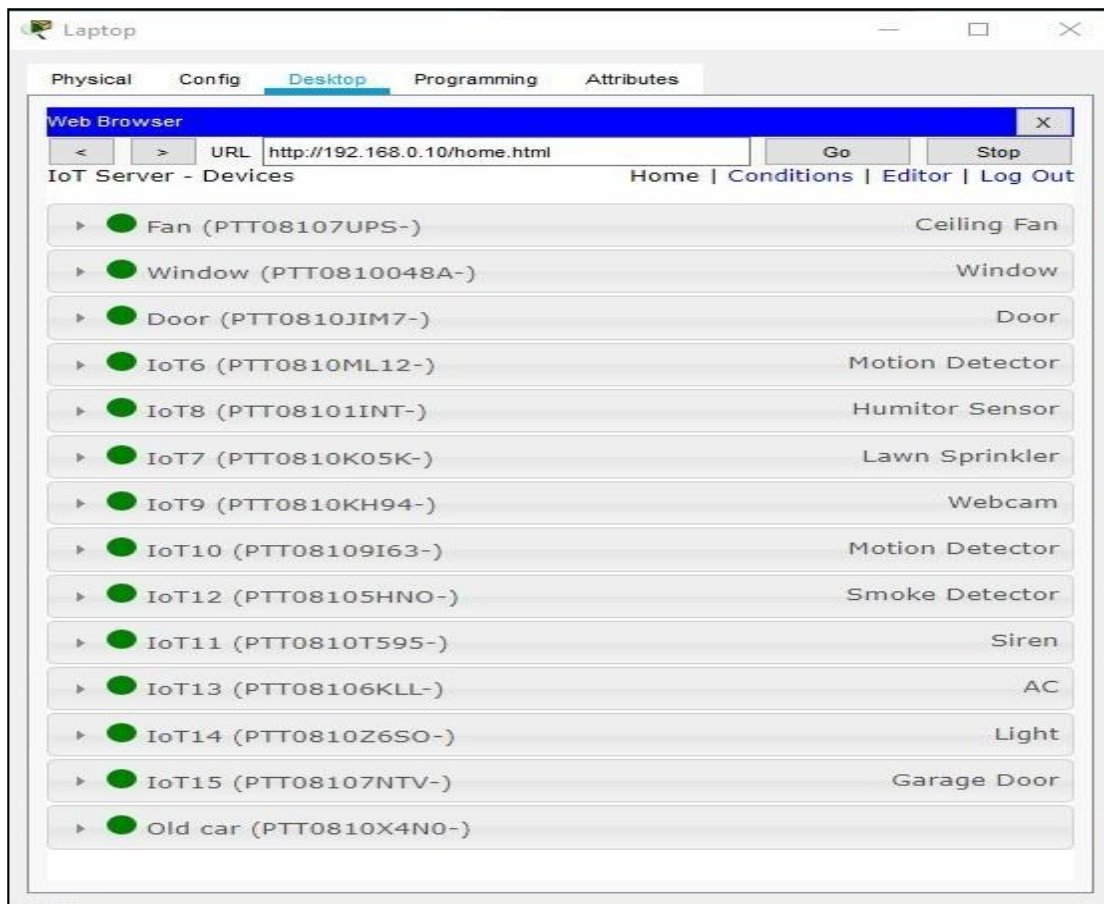 Laptop
Physical Config Desktop Programming Attributes
Web Browser X
< > URL http://192.168.0.10/home.html Go Stop
IoT Server - Devices Home | Conditions | Editor | Log Out
Fan (PTT08107UPS-) Ceiling Fan
Window (PTT0810048A-) Window
Door (PTT0810JIM7-) Door
IoT6 (PTT0810ML12-) Motion Detector
IoT8 (PTT08101INT-) Humitor Sensor
IoT7 (PTT0810K05K-) Lawn Sprinkler
IoT9 (PTT0810KH94-) Webcam
IoT10 (PTT08109I63-) Motion Detector
IoT12 (PTT08105HNO-) Smoke Detector
IoT11 (PTT0810T595-) Siren
IoT13 (PTT08106KLL-) AC
IoT14 (PTT0810Z6SO-) Light
IoT15 (PTT08107NTV-) Garage Door
Old car (PTT0810X4N0-)